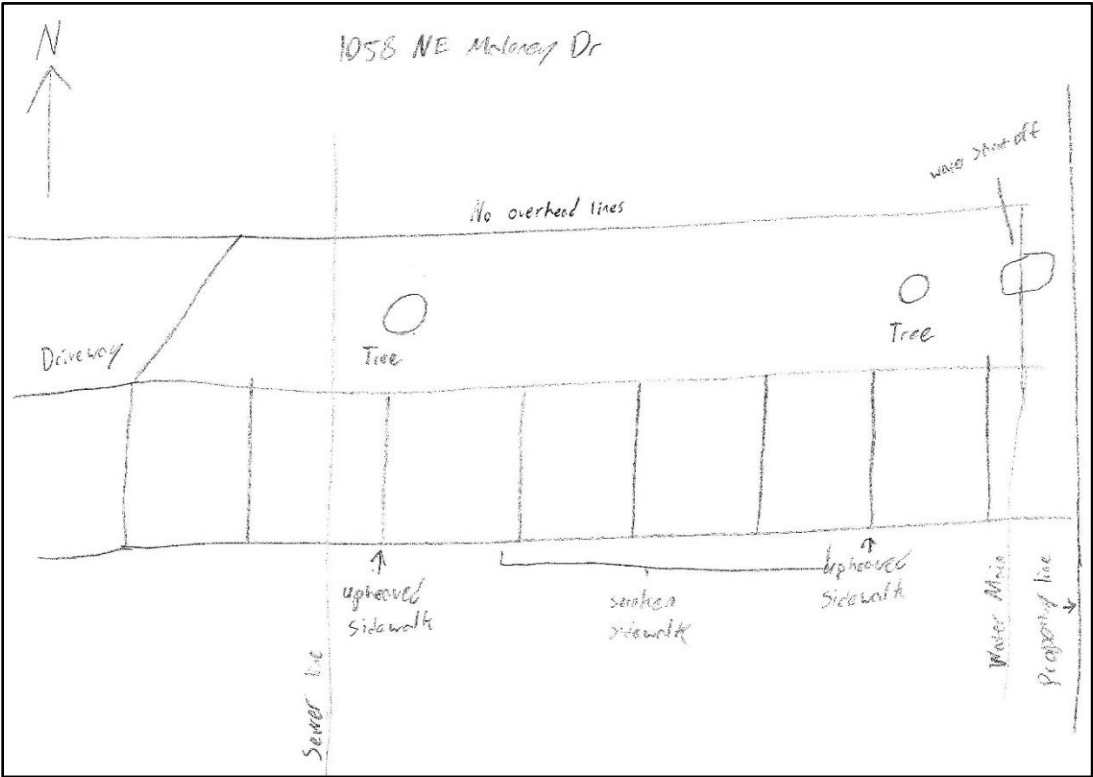 N
1058 NE Maloney Dr
water shut off
No overhead lines
Driveway
Tree
Tree
upheaved
sidewalk
sunken
sidewalk
upheaved
Sidewalk
Sewer line
Water Main
Property line